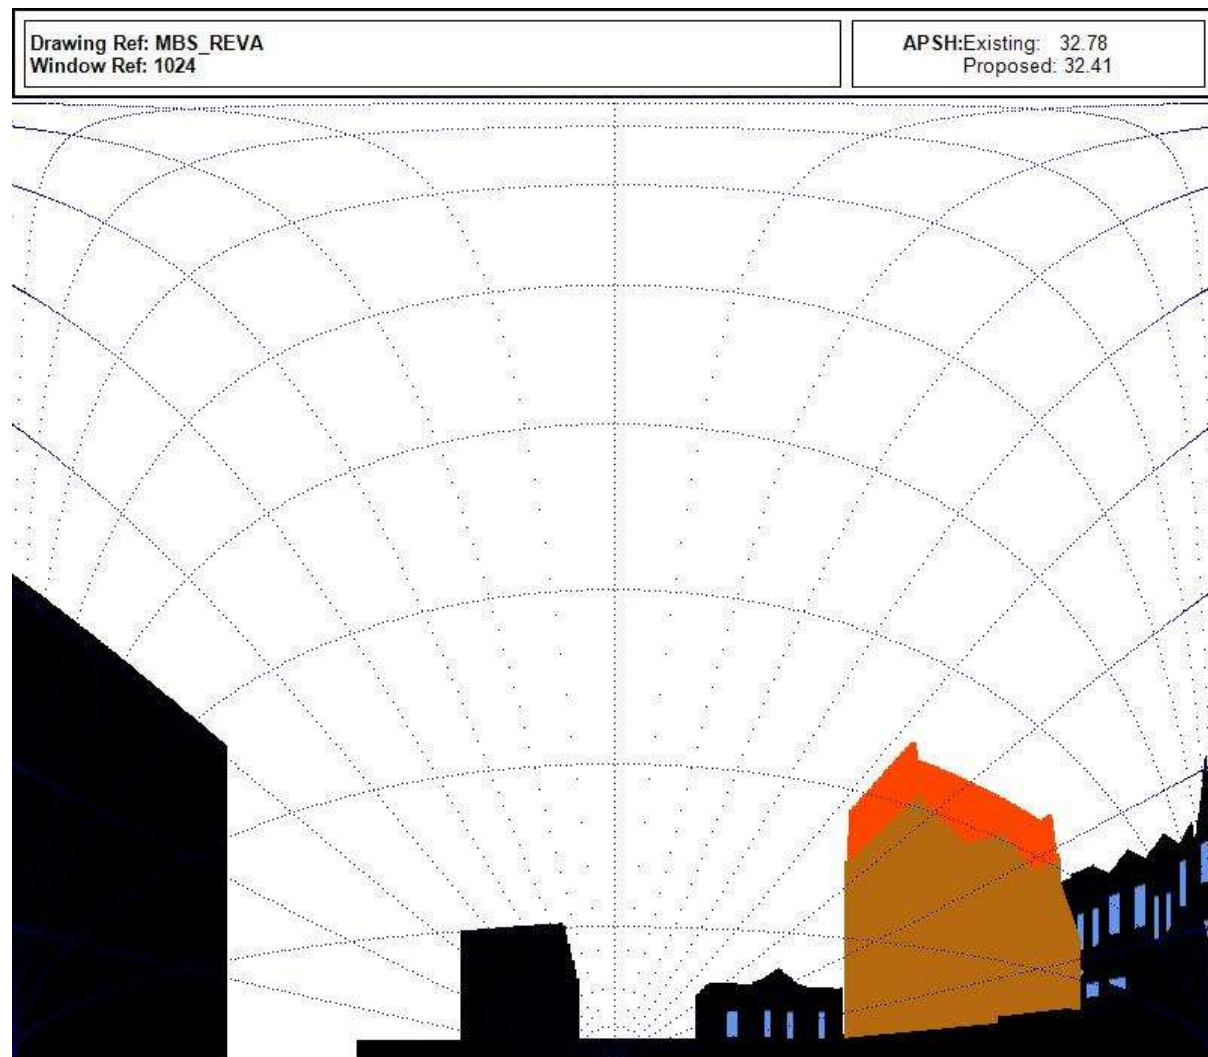 Drawing Ref: MBS_REVA
Window Ref: 1024
APSH:Existing: 32.78
Proposed: 32.41